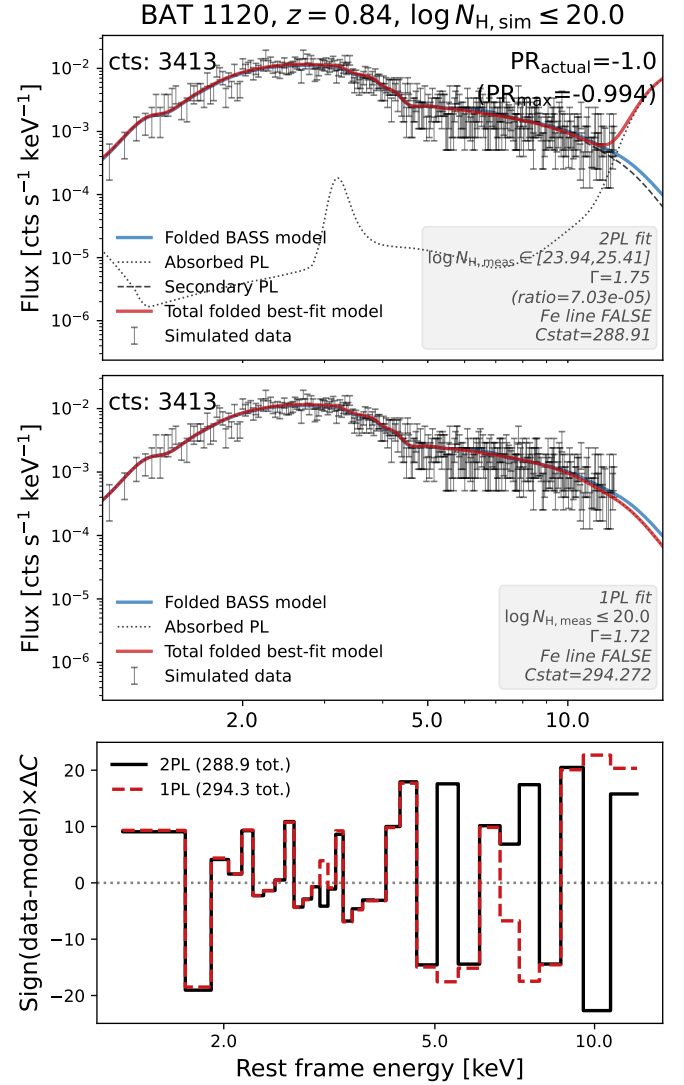 BAT 1120, z = 0.84, log N_H, sim ≤ 20.0
cts: 3413
PR_actual=-1.0
(PR_max=-0.994)
Flux [cts s⁻¹ keV⁻¹]
10⁻²
10⁻³
10⁻⁴
10⁻⁵
10⁻⁶
Folded BASS model
Absorbed PL
Secondary PL
Total folded best-fit model
Simulated data
2PL fit
log N_H, meas ∈ [23.94,25.41]
Γ=1.75
(ratio=7.03e-05)
Fe line FALSE
Cstat=288.91
cts: 3413
Flux [cts s⁻¹ keV⁻¹]
10⁻²
10⁻³
10⁻⁴
10⁻⁵
10⁻⁶
Folded BASS model
Absorbed PL
Total folded best-fit model
Simulated data
1PL fit
log N_H, meas ≤ 20.0
Γ=1.72
Fe line FALSE
Cstat=294.272
2.0 5.0 10.0
Sign(data-model)×ΔC
20
10
0
−10
−20
2PL (288.9 tot.)
1PL (294.3 tot.)
2.0 5.0 10.0
Rest frame energy [keV]